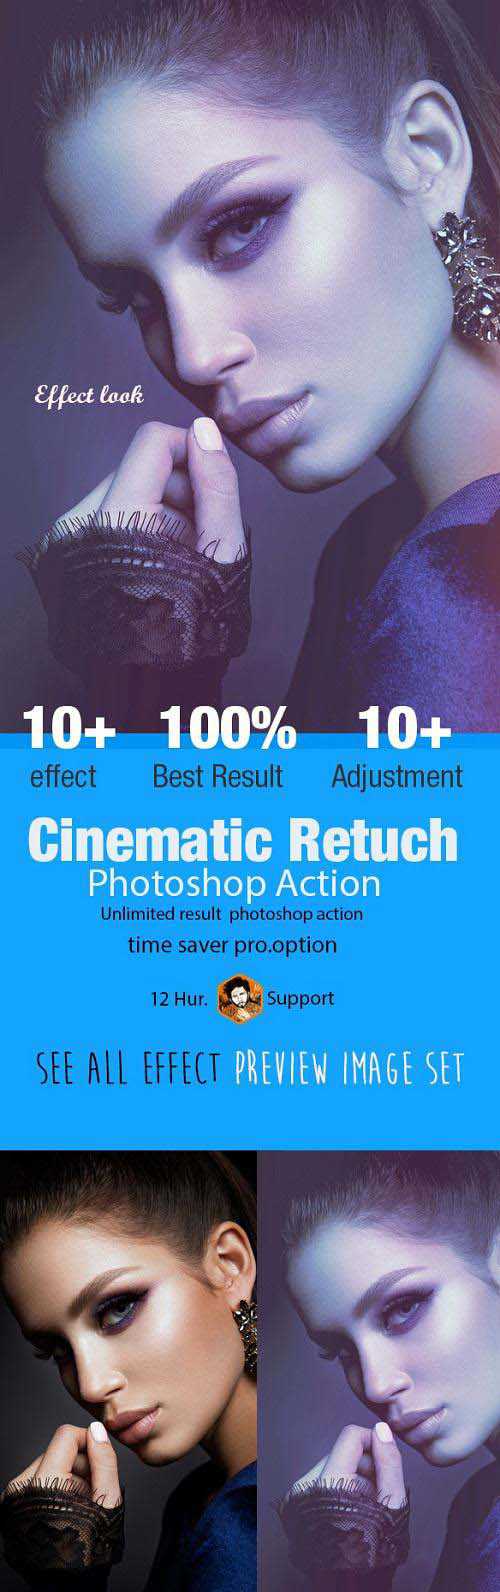 Effect look
10+ 100% 10+
effect Best Result Adjustment
Cinematic Retuch
Photoshop Action
Unlimited result photoshop action
time saver pro.option
12 Hur. Support
SEE ALL EFFECT PREVIEW IMAGE SET